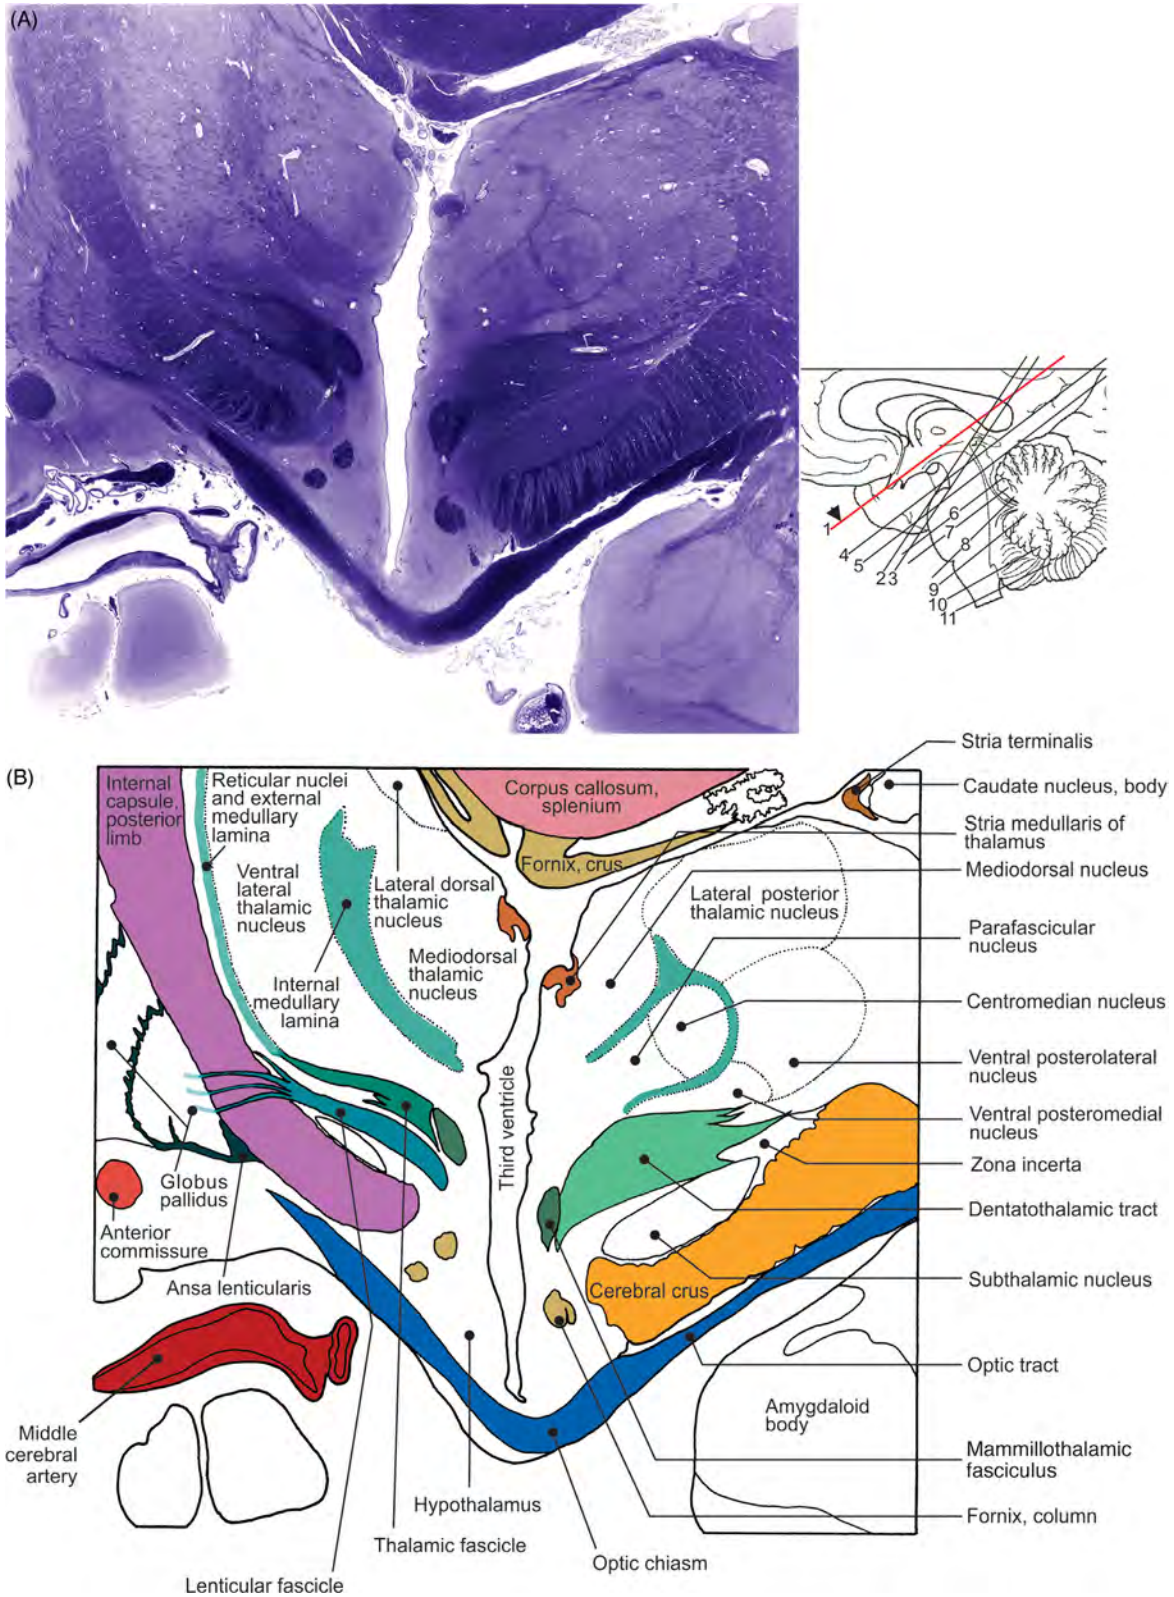 (A)
1
4
5
23
6
7
8
9
10
11
(B)
Internal
capsule,
posterior
limb
Reticular nuclei
and external
medullary
lamina
Ventral
lateral
thalamic
nucleus
Lateral dorsal
thalamic
nucleus
Internal
medullary
lamina
Mediodorsal
thalamic
nucleus
Corpus callosum,
splenium
Fornix, crus
Lateral posterior
thalamic nucleus
Third ventricle
Globus
pallidus
Anterior
commissure
Ansa lenticularis
Cerebral crus
Amygdaloid
body
Middle
cerebral
artery
Hypothalamus
Thalamic fascicle
Optic chiasm
Lenticular fascicle
Stria terminalis
Caudate nucleus, body
Stria medullaris of
thalamus
Mediodorsal nucleus
Parafascicular
nucleus
Centromedian nucleus
Ventral posterolateral
nucleus
Ventral posteromedial
nucleus
Zona incerta
Dentatothalamic tract
Subthalamic nucleus
Optic tract
Mammillothalamic
fasciculus
Fornix, column